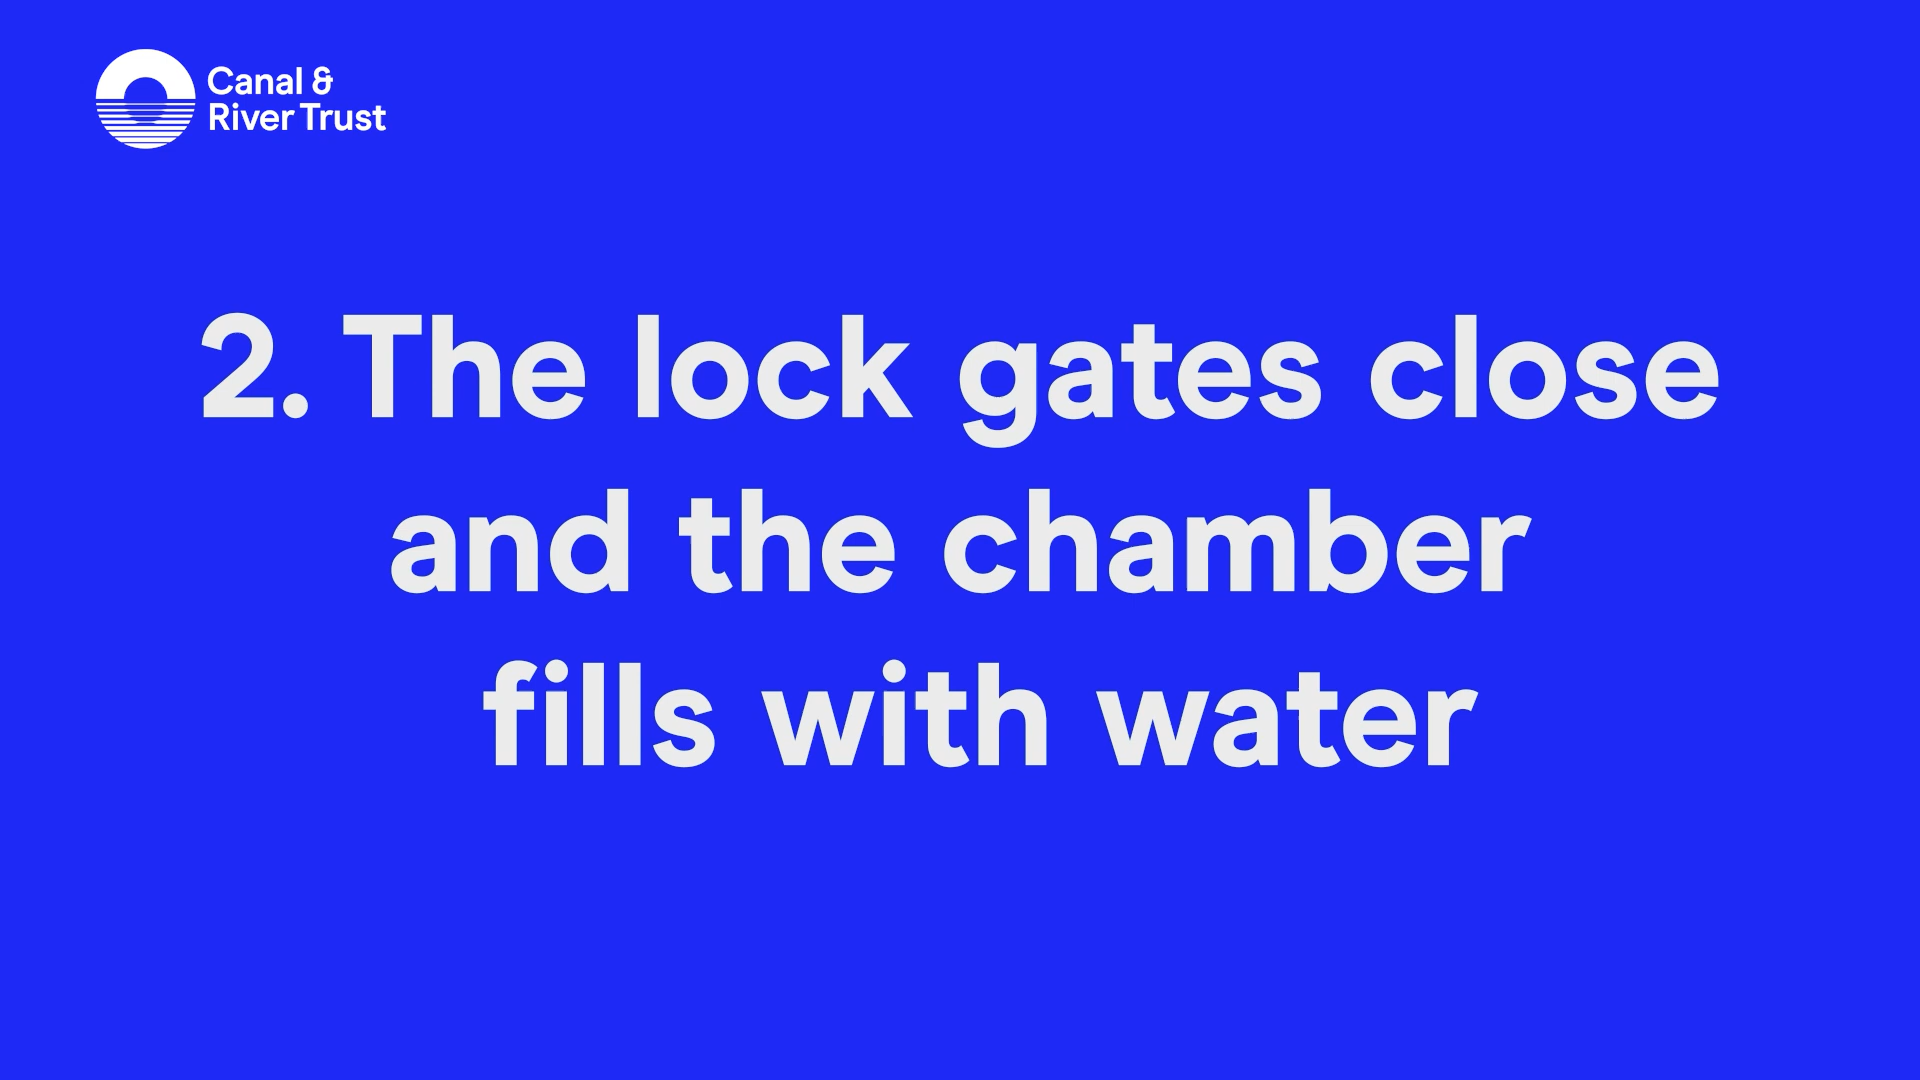 Canal &
River Trust
2. The lock gates close
and the chamber
fills with water